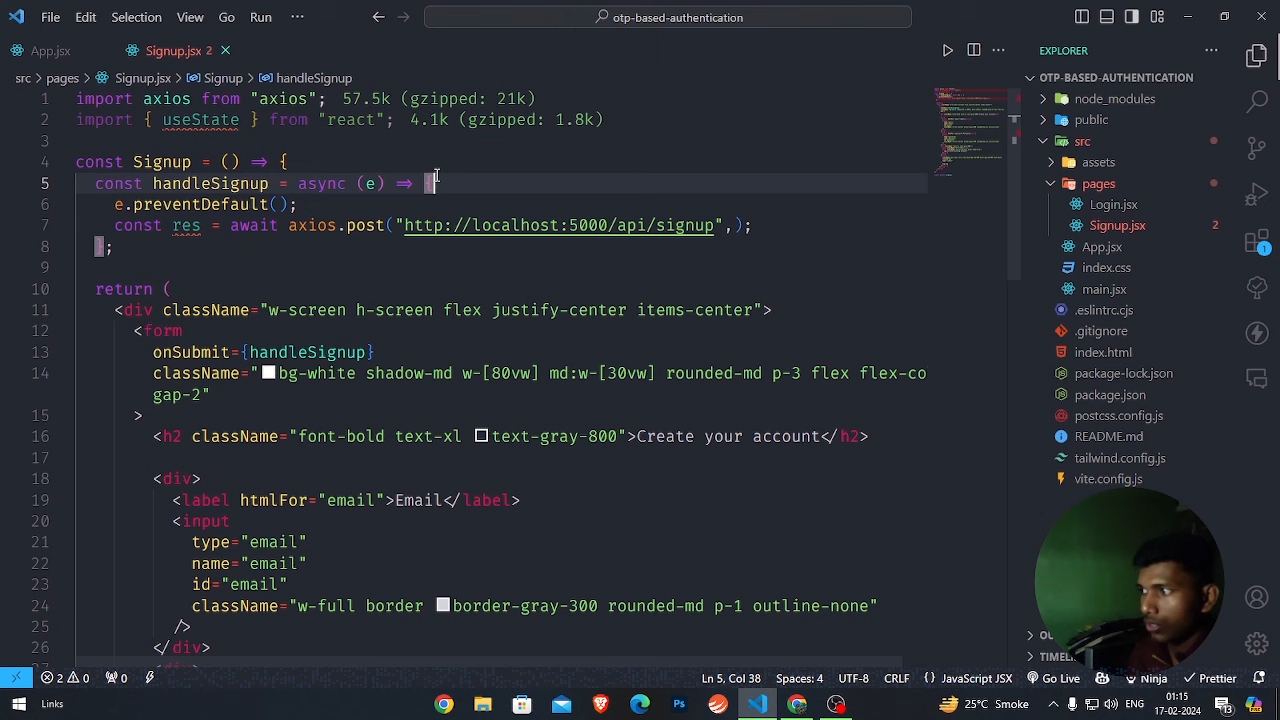 File Edit Selection View Go Run ··· otp-based-authentication
App.jsx Signup.jsx 2 EXPLORER
src > pages > Signup.jsx > Signup > handleSignup
1 import axios from "axios"; 57.5k (gzipped: 21k)
2 import { useState } from "react"; 4.1k (gzipped: 1.8k)
3
4 const Signup = () => {
5 const handleSignup = async (e) => {
6 e.preventDefault();
7 const res = await axios.post("http://localhost:5000/api/signup",);
8 };
9
10 return (
11 <div className="w-screen h-screen flex justify-center items-center">
12 <form
13 onSubmit={handleSignup}
14 className="bg-white shadow-md w-[80vw] md:w-[30vw] rounded-md p-3 flex flex-co
gap-2"
15 >
16 <h2 className="font-bold text-xl text-gray-800">Create your account</h2>
17
18 <div>
19 <label htmlFor="email">Email</label>
20 <input
21 type="email"
22 name="email"
23 id="email"
24 className="w-full border border-gray-300 rounded-md p-1 outline-none"
25 />
26 </div>
OTP-BASED-AUTHENTICATION
node_modules
public
src
assets
pages
Login.jsx
Signup.jsx 2
App.jsx
index.css
main.jsx
.eslintrc.cjs
.gitignore
index.html
package-lock.json
package.json
postcss.config.js
README.md
tailwind.config.js
vite.config.js
1
2 0 0 Ln 5, Col 38 Spaces: 4 UTF-8 CRLF {} JavaScript JSX Go Live Ninja Prettier
Links 25°C Smoke ENG 01:15 17-02-2024